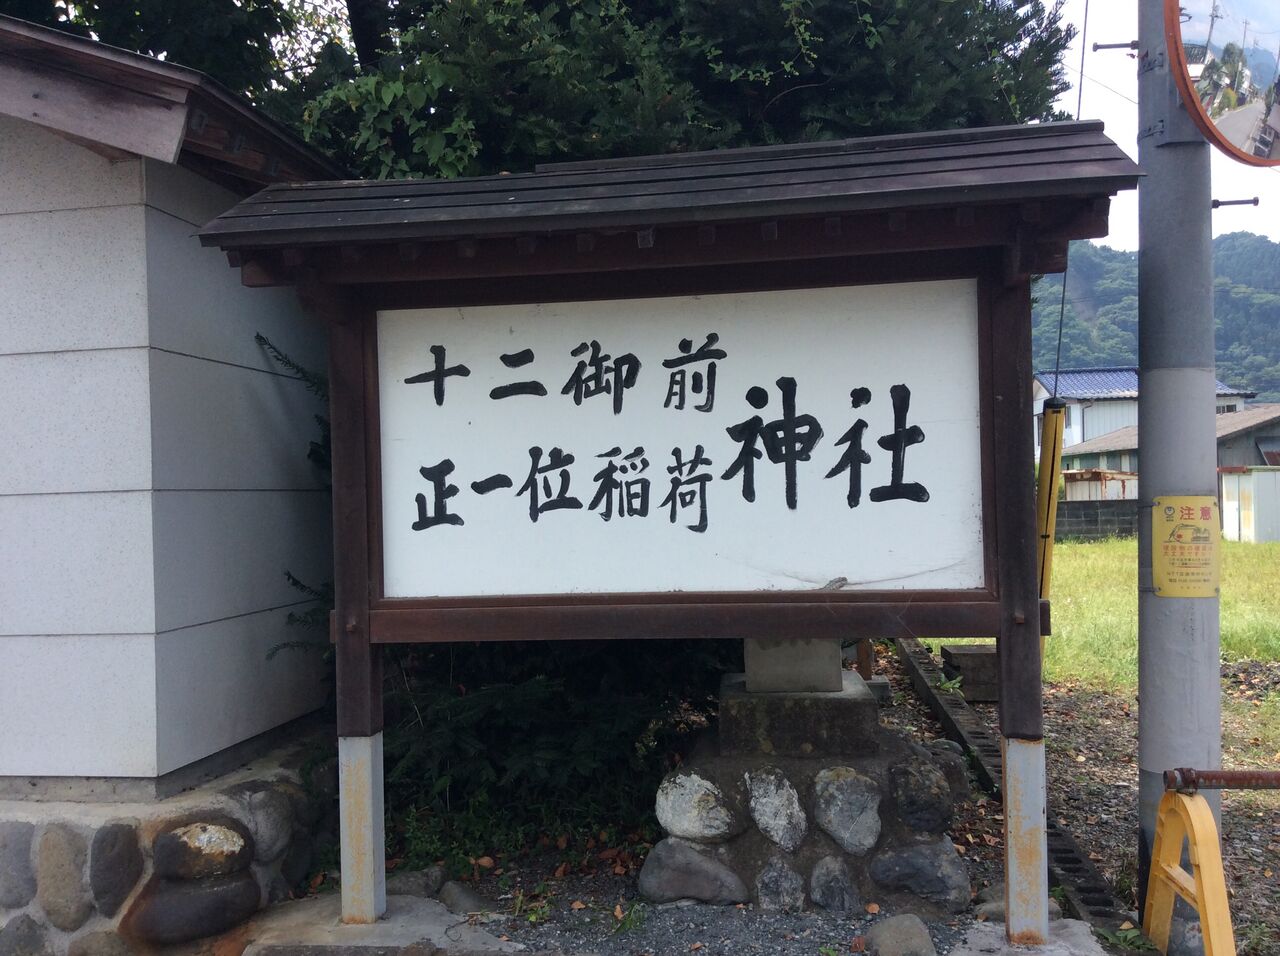 十二御前
正一位稲荷
神社
注意